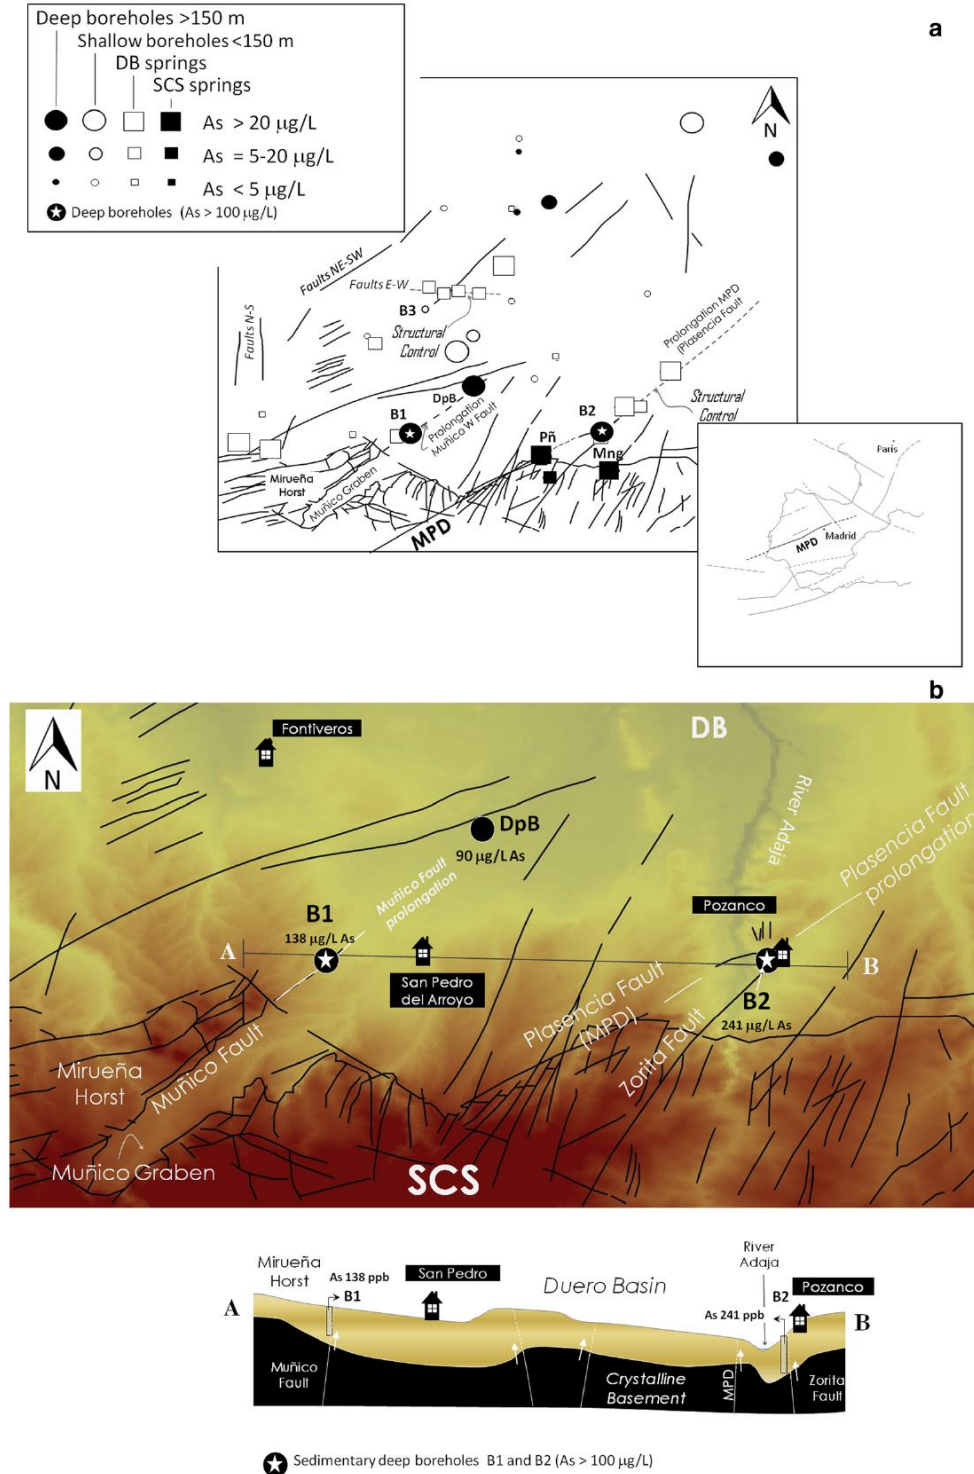 a
Deep boreholes >150 m
Shallow boreholes <150 m
DB springs
SCS springs
As > 20 µg/L
As = 5-20 µg/L
As < 5 µg/L
Deep boreholes (As > 100 µg/L)
N
Faults NE-SW
Faults E-W
Faults N-S
B3
Structural
Control
Prolongation MPD
(Plasencia Fault
DpB
B1
Prolongation
Muñico W Fault
B2
Structural
Control
Pñ
Mng
Mirueña
Horst
Muñico Graben
MPD
Paris
Madrid
MPD
b
N
Fontiveros
DB
River Adaja
DpB
90 µg/L As
Muñico Fault
prolongation
Plasencia Fault
prolongation
B1
138 µg/L As
A
San Pedro
del Arroyo
Pozanco
B
B2
241 µg/L As
Plasencia Fault
(MPD)
Zorita Fault
Muñico Fault
Mirueña
Horst
Muñico Graben
SCS
Mirueña
Horst
As 138 ppb
B1
San Pedro
Duero Basin
River
Adaja
B2
Pozanco
As 241 ppb
A
B
Muñico
Fault
Crystalline
Basement
MPD
Zorita
Fault
Sedimentary deep boreholes B1 and B2 (As > 100 µg/L)